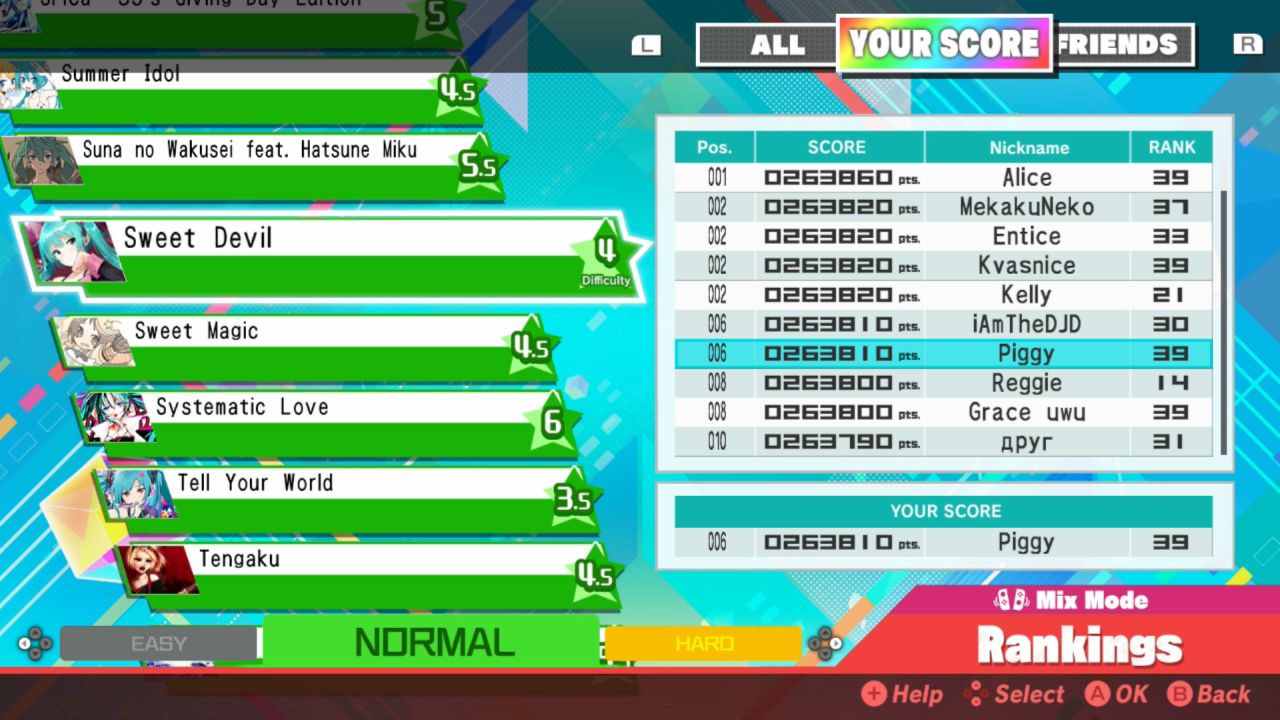 5
Summer Idol
4.5
Suna no Wakusei feat. Hatsune Miku
5.5
Sweet Devil
4
Difficulty
Sweet Magic
4.5
Systematic Love
6
Tell Your World
3.5
Tengaku
4.5
EASY
NORMAL
HARD
L
ALL
YOUR SCORE
FRIENDS
R
Pos. SCORE Nickname RANK
001 0263860 pts. Alice 39
002 0263820 pts. MekakuNeko 37
002 0263820 pts. Entice 33
002 0263820 pts. Kvasnice 39
002 0263820 pts. Kelly 21
006 0263810 pts. iAmTheDJD 30
006 0263810 pts. Piggy 39
008 0263800 pts. Reggie 14
008 0263800 pts. Grace uwu 39
010 0263790 pts. друг 31
YOUR SCORE
006 0263810 pts. Piggy 39
Mix Mode
Rankings
+ Help Select A OK B Back